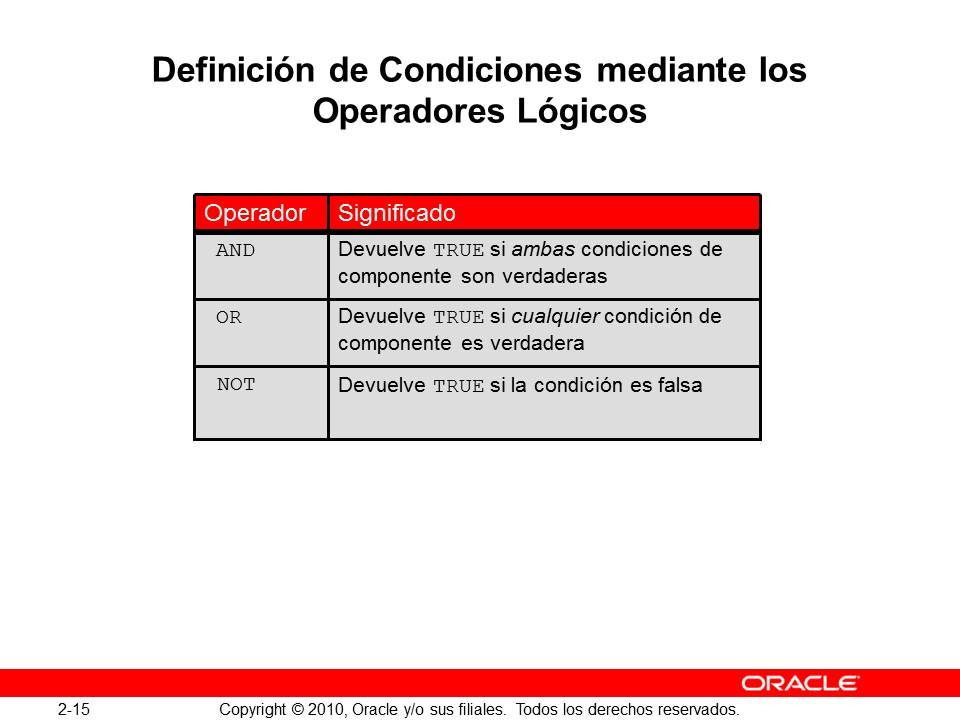 Definición de Condiciones mediante los
Operadores Lógicos
Operador Significado
AND Devuelve TRUE si ambas condiciones de
componente son verdaderas
OR Devuelve TRUE si cualquier condición de
componente es verdadera
NOT Devuelve TRUE si la condición es falsa
ORACLE
2-15 Copyright © 2010, Oracle y/o sus filiales. Todos los derechos reservados.